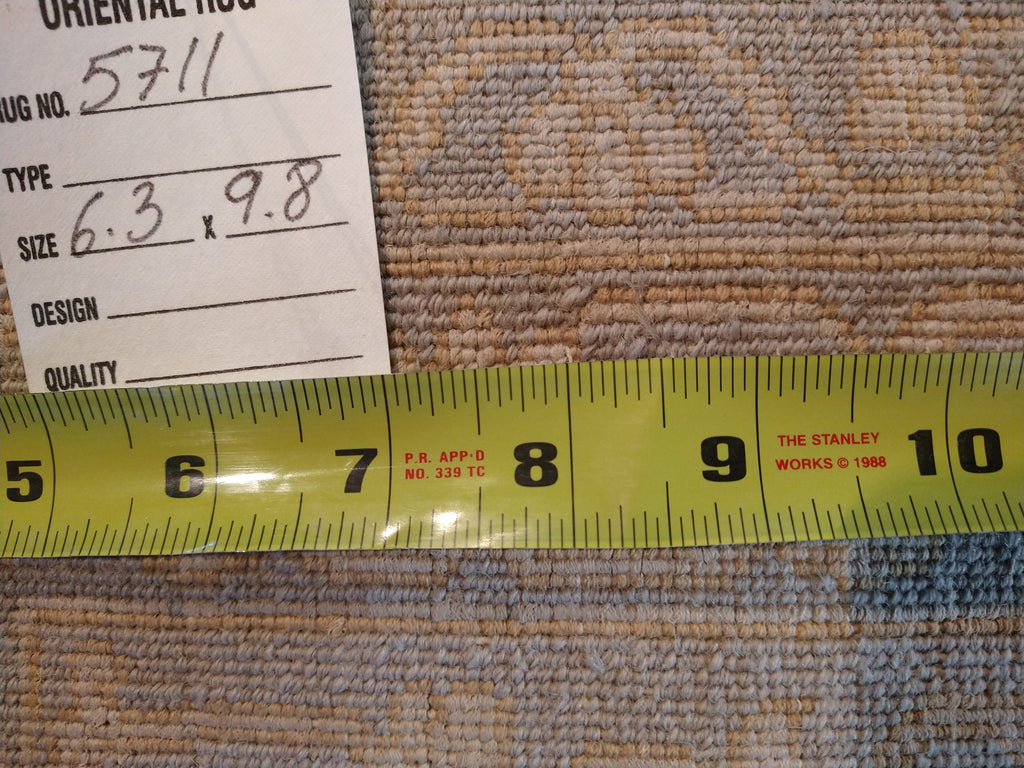 ORIENTAL RUG
RUG NO. 5711
TYPE
SIZE 6.3 x 9.8
DESIGN
QUALITY
5 6 7 8 9 10
P.R. APP'D
NO. 339 TC
THE STANLEY
WORKS © 1988